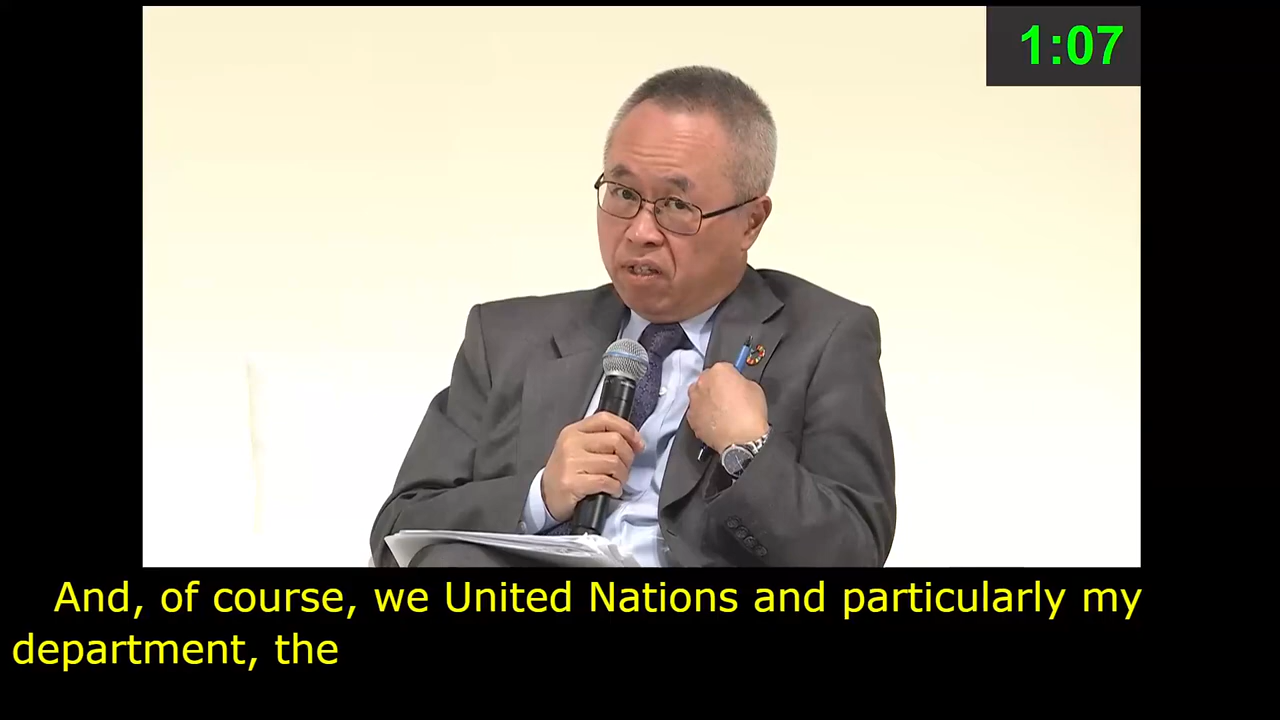 1:07
And, of course, we United Nations and particularly my
department, the